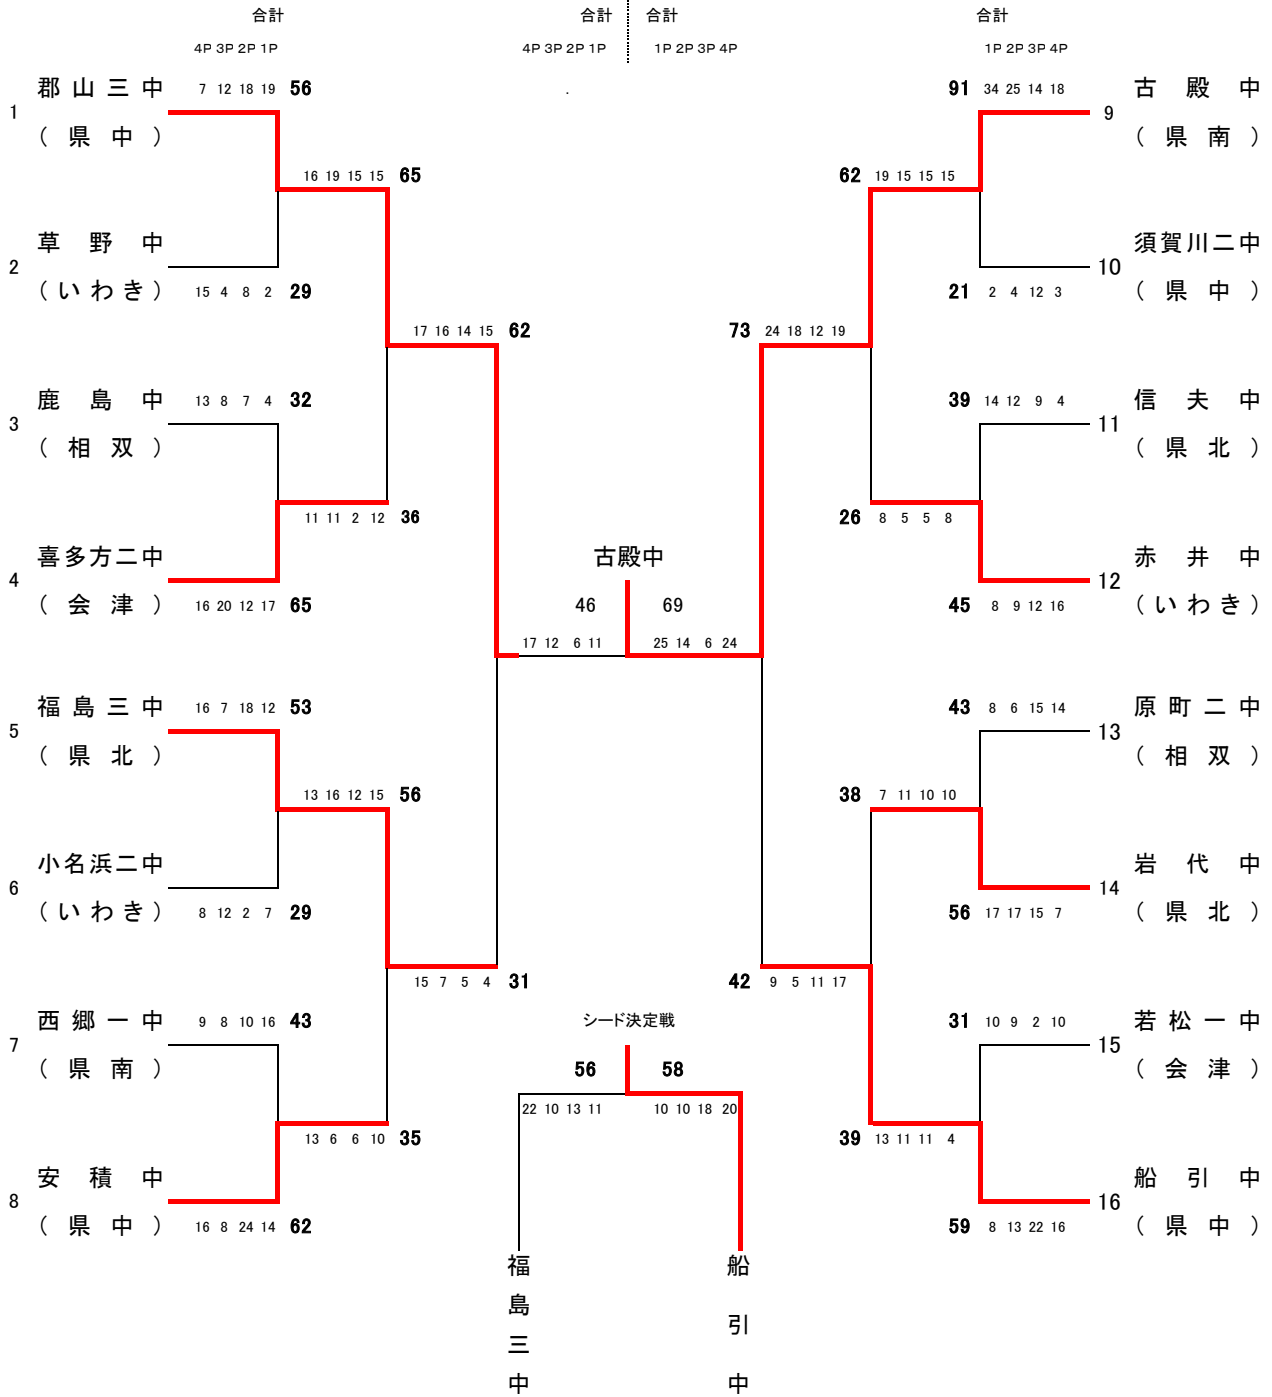 合計 合計 合計 合計
4P 3P 2P 1P 4P 3P 2P 1P 1P 2P 3P 4P 1P 2P 3P 4P
郡山三中 7 12 18 19 56 91 34 25 14 18 古殿中
1 9
(県中) (県南)
16 19 15 15 65 62 19 15 15 15
草野中 須賀川二中
2 10
(いわき) 15 4 8 2 29 21 2 4 12 3 (県中)
17 16 14 15 62 73 24 18 12 19
鹿島中 13 8 7 4 32 39 14 12 9 4 信夫中
3 11
(相双) (県北)
11 11 2 12 36 26 8 5 5 8
喜多方二中 古殿中 赤井中
4 12
(会津) 16 20 12 17 65 46 69 45 8 9 12 16 (いわき)
17 12 6 11 25 14 6 24
福島三中 16 7 18 12 53 43 8 6 15 14 原町二中
5 13
(県北) (相双)
13 16 12 15 56 38 7 11 10 10
小名浜二中 岩代中
6 14
(いわき) 8 12 2 7 29 56 17 17 15 7 (県北)
15 7 5 4 31 42 9 5 11 17
西郷一中 9 8 10 16 43 シード決定戦 31 10 9 2 10 若松一中
7 15
(県南) 56 58 (会津)
22 10 13 11 10 10 18 20
13 6 6 10 35 39 13 11 11 4
安積中 船引中
8 16
(県中) 16 8 24 14 62 59 8 13 22 16 (県中)
福島三中 船引中